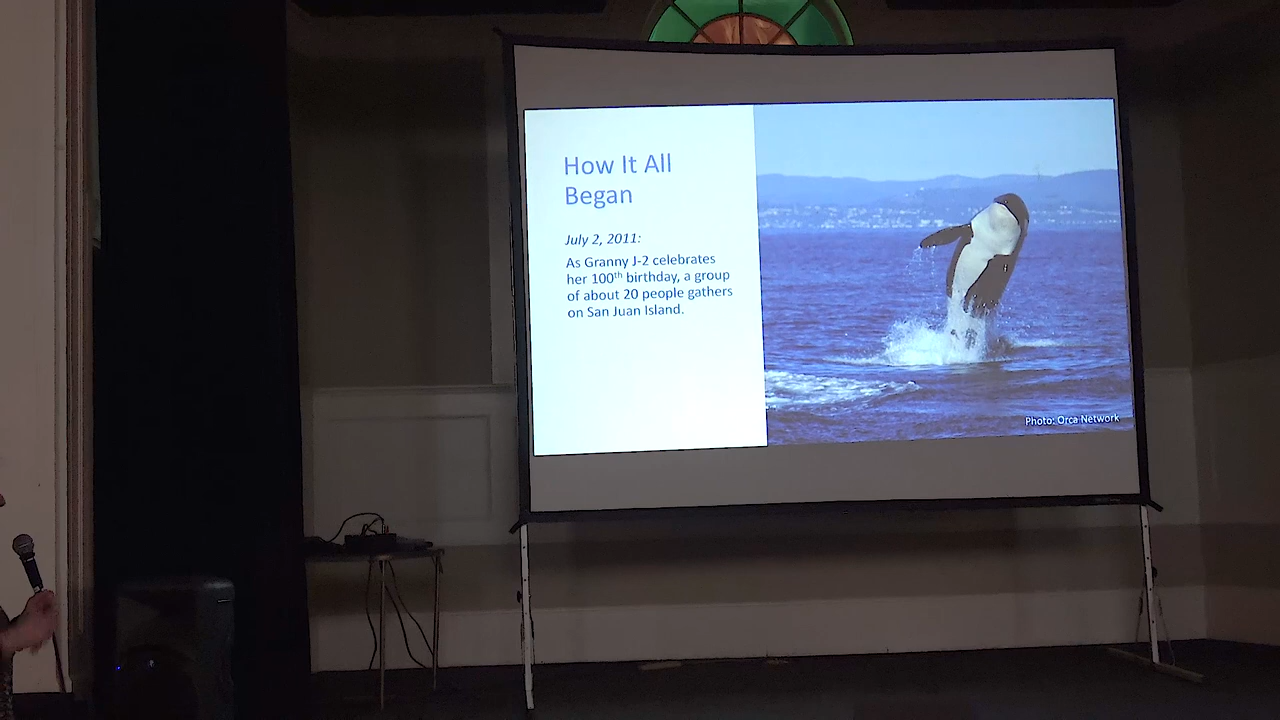 How It All
Began
July 2, 2011:
As Granny J-2 celebrates
her 100th birthday, a group
of about 20 people gathers
on San Juan Island.
Photo: Orca Network